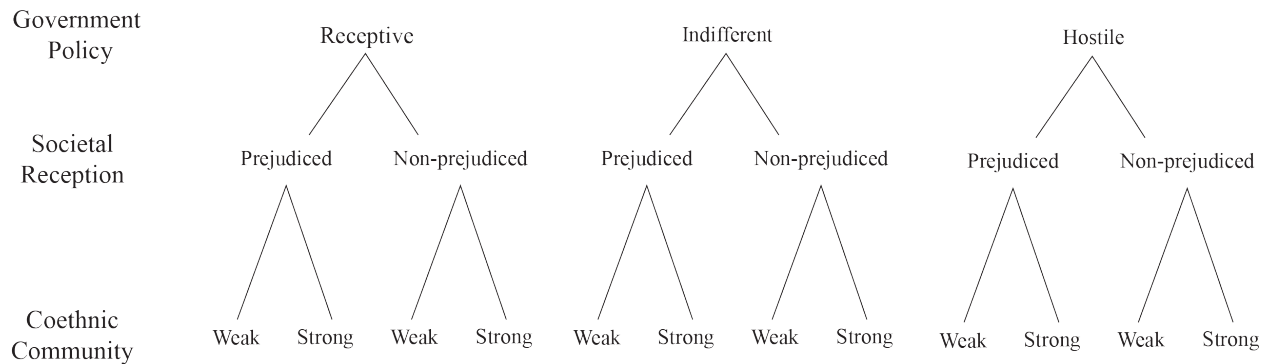 Government
Policy
Receptive
Indifferent
Hostile
Societal
Reception
Prejudiced
Non-prejudiced
Prejudiced
Non-prejudiced
Prejudiced
Non-prejudiced
Coethnic
Community
Weak
Strong
Weak
Strong
Weak
Strong
Weak
Strong
Weak
Strong
Weak
Strong